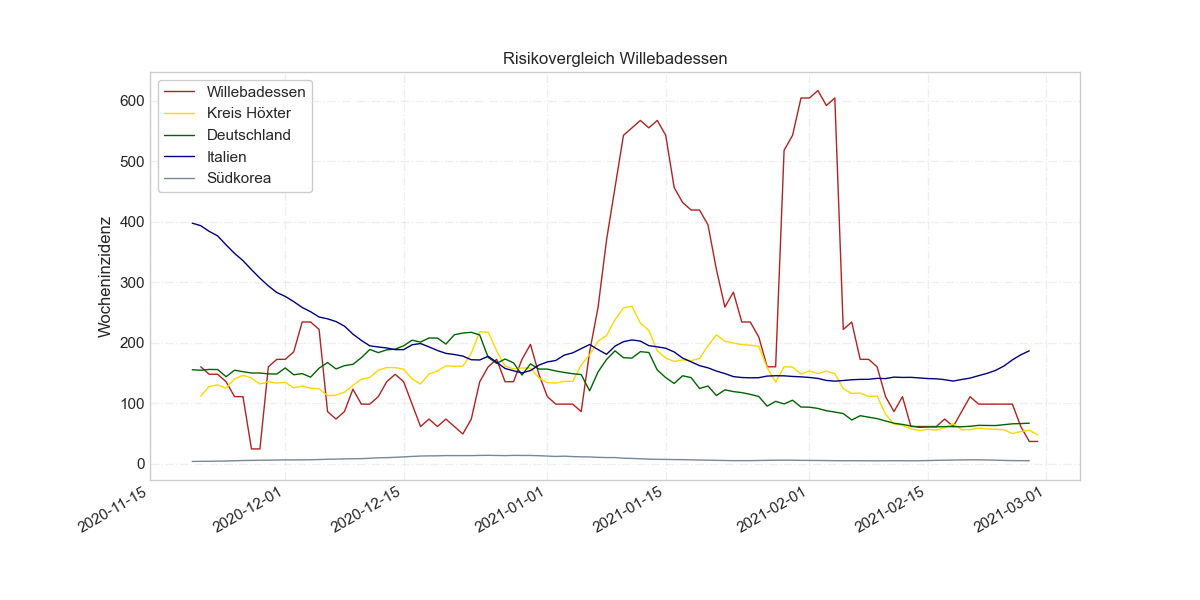 Risikovergleich Willebadessen
Willebadessen
Kreis Höxter
Deutschland
Italien
Südkorea
Wocheninzidenz
600
500
400
300
200
100
0
2020-11-15
2020-12-01
2020-12-15
2021-01-01
2021-01-15
2021-02-01
2021-02-15
2021-03-01